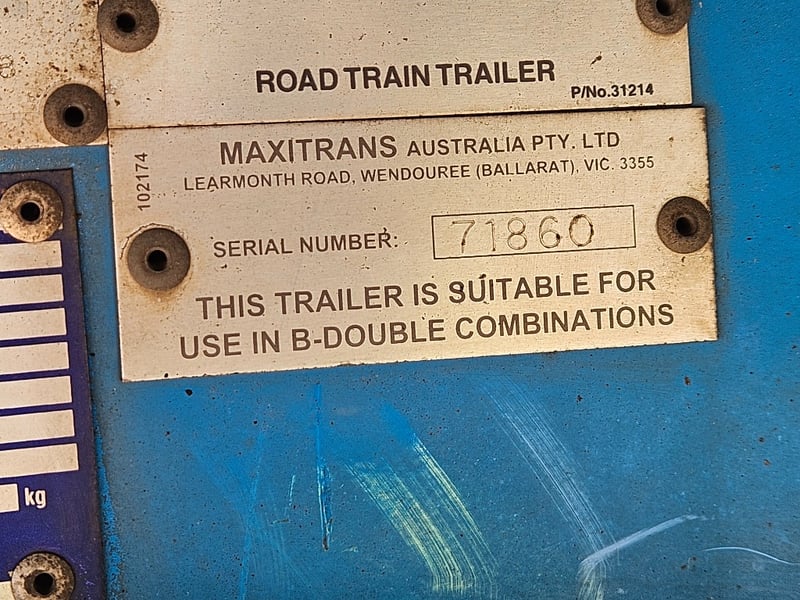 ROAD TRAIN TRAILER
P/No.31214
102174
MAXITRANS AUSTRALIA PTY. LTD
LEARMONTH ROAD, WENDOUREE (BALLARAT), VIC. 3355
SERIAL NUMBER: 71860
THIS TRAILER IS SUITABLE FOR
USE IN B-DOUBLE COMBINATIONS
kg